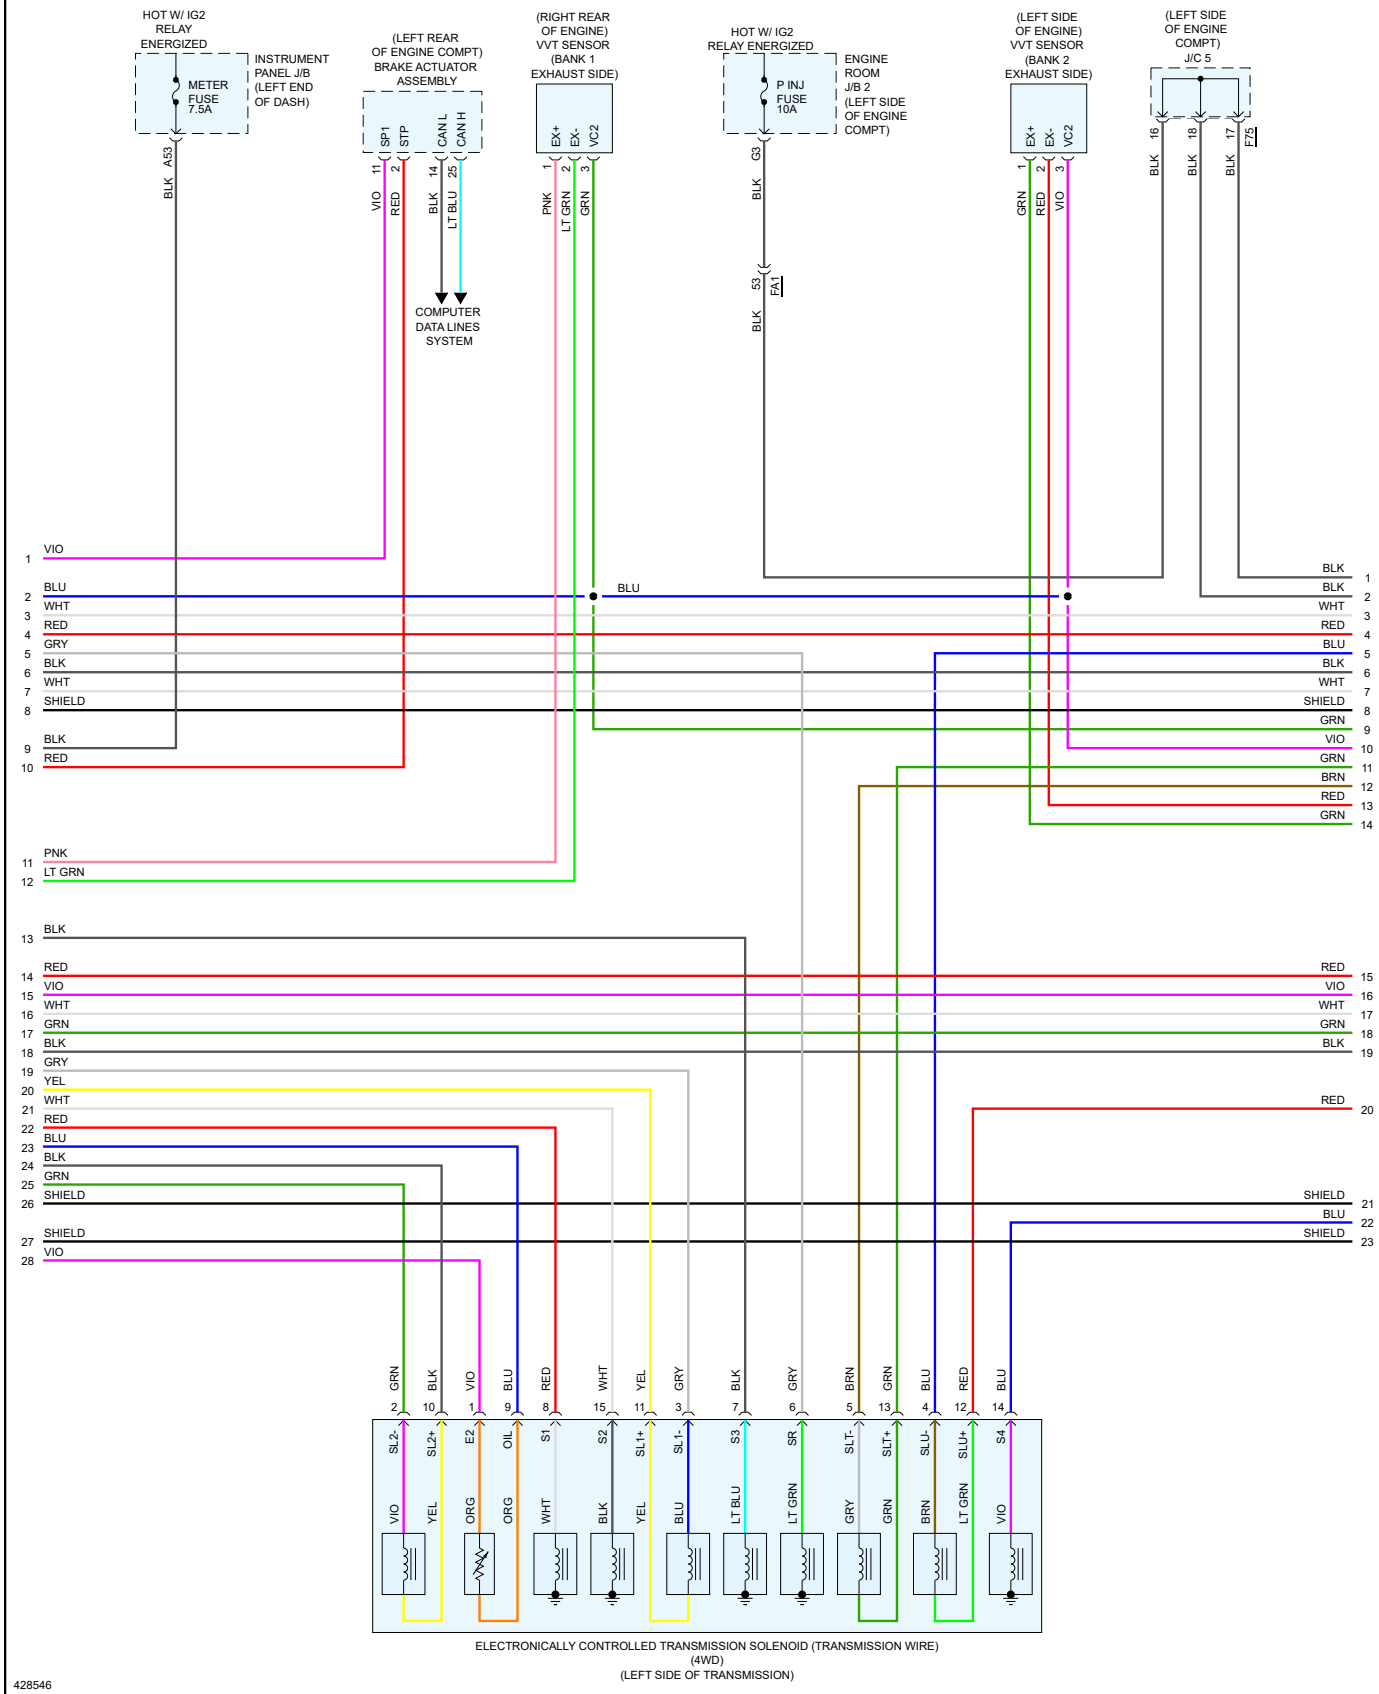 HOT W/ IG2
RELAY
ENERGIZED
METER
FUSE
7.5A
INSTRUMENT
PANEL J/B
(LEFT END
OF DASH)
A53
BLK
(LEFT REAR
OF ENGINE COMPT)
BRAKE ACTUATOR
ASSEMBLY
SP1
STP
CAN L
CAN H
11
2
14
25
VIO
RED
BLK
LT BLU
COMPUTER
DATA LINES
SYSTEM
(RIGHT REAR
OF ENGINE)
VVT SENSOR
(BANK 1
EXHAUST SIDE)
EX+
EX-
VC2
1
2
3
PNK
LT GRN
GRN
HOT W/ IG2
RELAY ENERGIZED
P INJ
FUSE
10A
ENGINE
ROOM
J/B 2
(LEFT SIDE
OF ENGINE
COMPT)
G3
BLK
53
FA1
BLK
(LEFT SIDE
OF ENGINE)
VVT SENSOR
(BANK 2
EXHAUST SIDE)
EX+
EX-
VC2
1
2
3
GRN
RED
VIO
(LEFT SIDE
OF ENGINE
COMPT)
J/C 5
16
18
17
F75
BLK
BLK
BLK
1 VIO
2 BLU
BLU
3 WHT
4 RED
5 GRY
6 BLK
7 WHT
8 SHIELD
9 BLK
10 RED
11 PNK
12 LT GRN
13 BLK
14 RED
15 VIO
16 WHT
17 GRN
18 BLK
19 GRY
20 YEL
21 WHT
22 RED
23 BLU
24 BLK
25 GRN
26 SHIELD
27 SHIELD
28 VIO
BLK 1
BLK 2
WHT 3
RED 4
BLU 5
BLK 6
WHT 7
SHIELD 8
GRN 9
VIO 10
GRN 11
BRN 12
RED 13
GRN 14
RED 15
VIO 16
WHT 17
GRN 18
BLK 19
RED 20
SHIELD 21
BLU 22
SHIELD 23
GRN
BLK
VIO
BLU
RED
WHT
YEL
GRY
BLK
GRY
BRN
GRN
BLU
RED
BLU
2
10
1
9
8
15
11
3
7
6
5
13
4
12
14
SL2-
SL2+
E2
OIL
S1
S2
SL1+
SL1-
S3
SR
SLT-
SLT+
SLU-
SLU+
S4
VIO
YEL
ORG
ORG
WHT
BLK
YEL
BLU
LT BLU
LT GRN
GRY
GRN
BRN
LT GRN
VIO
ELECTRONICALLY CONTROLLED TRANSMISSION SOLENOID (TRANSMISSION WIRE)
(4WD)
(LEFT SIDE OF TRANSMISSION)
428546